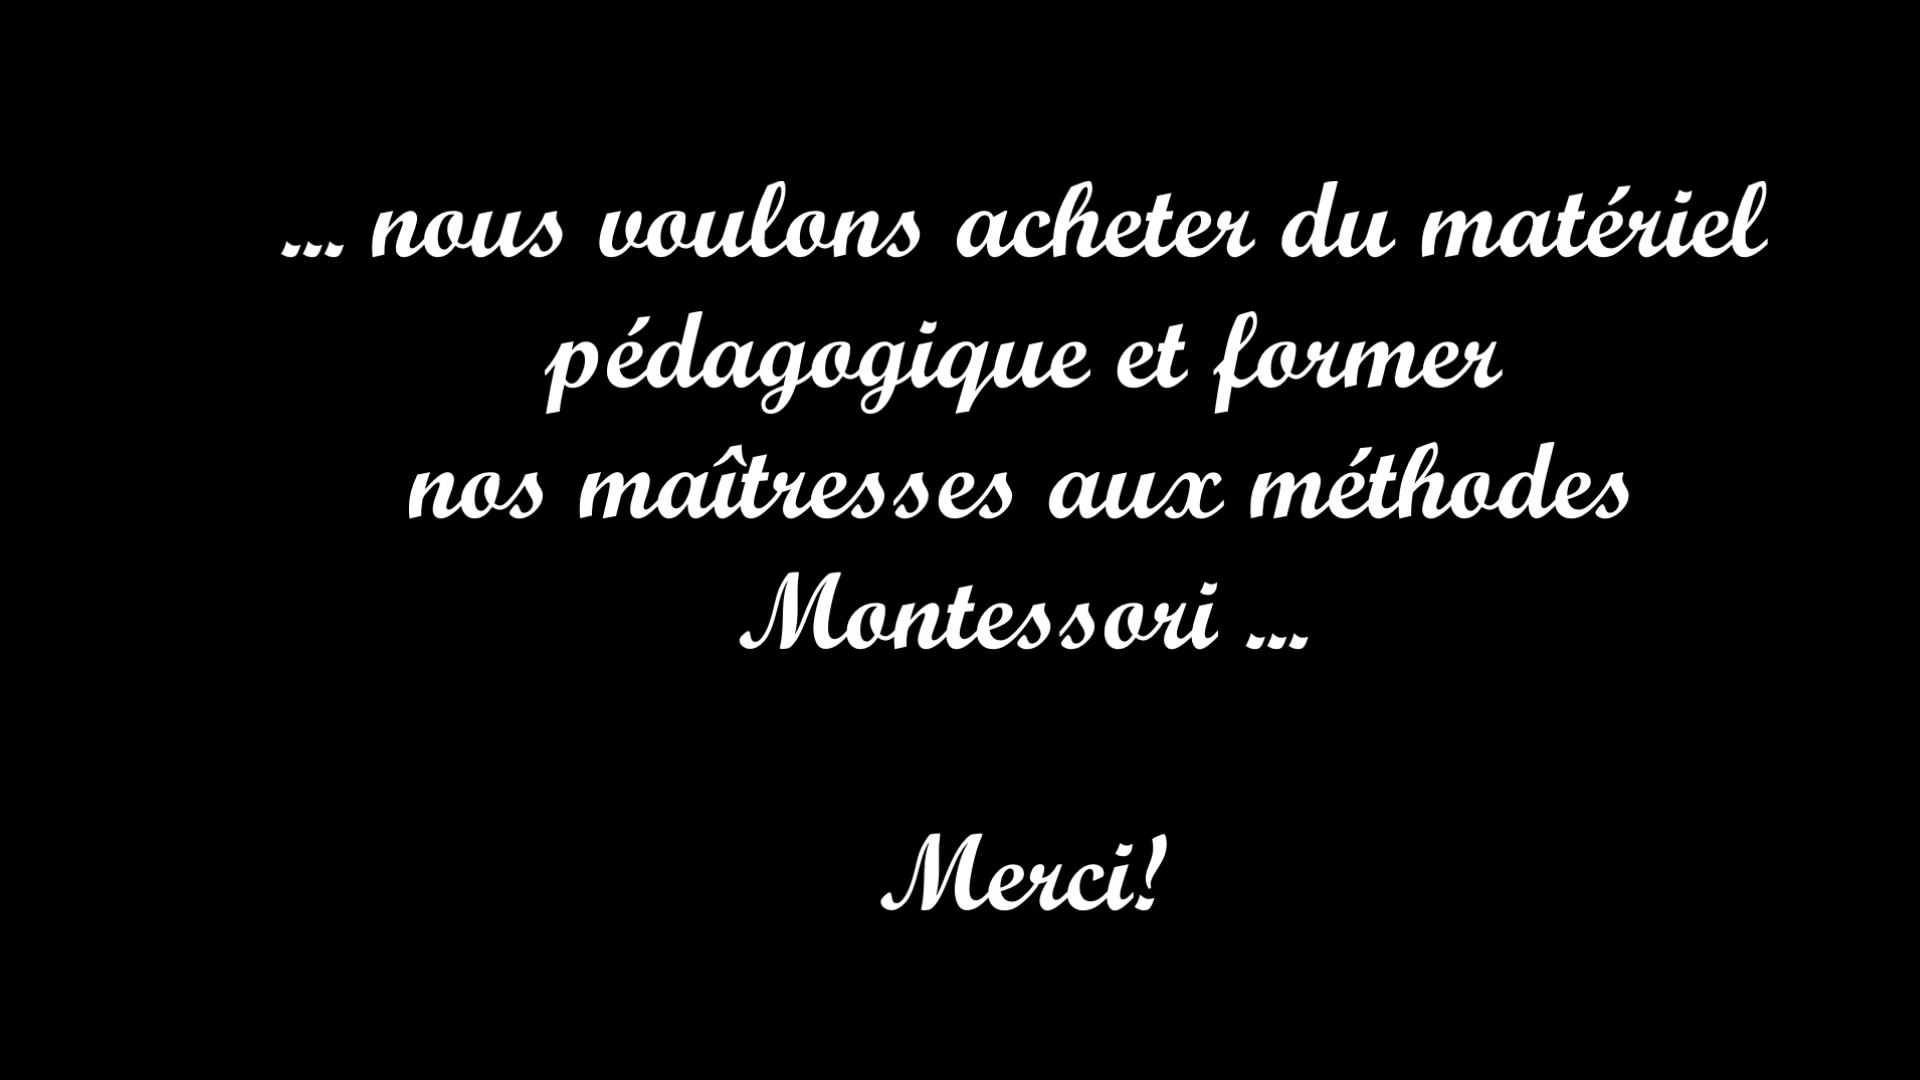 ... nous voulons acheter du matériel
pédagogique et former
nos maîtresses aux méthodes
Montessori ...
Merci!